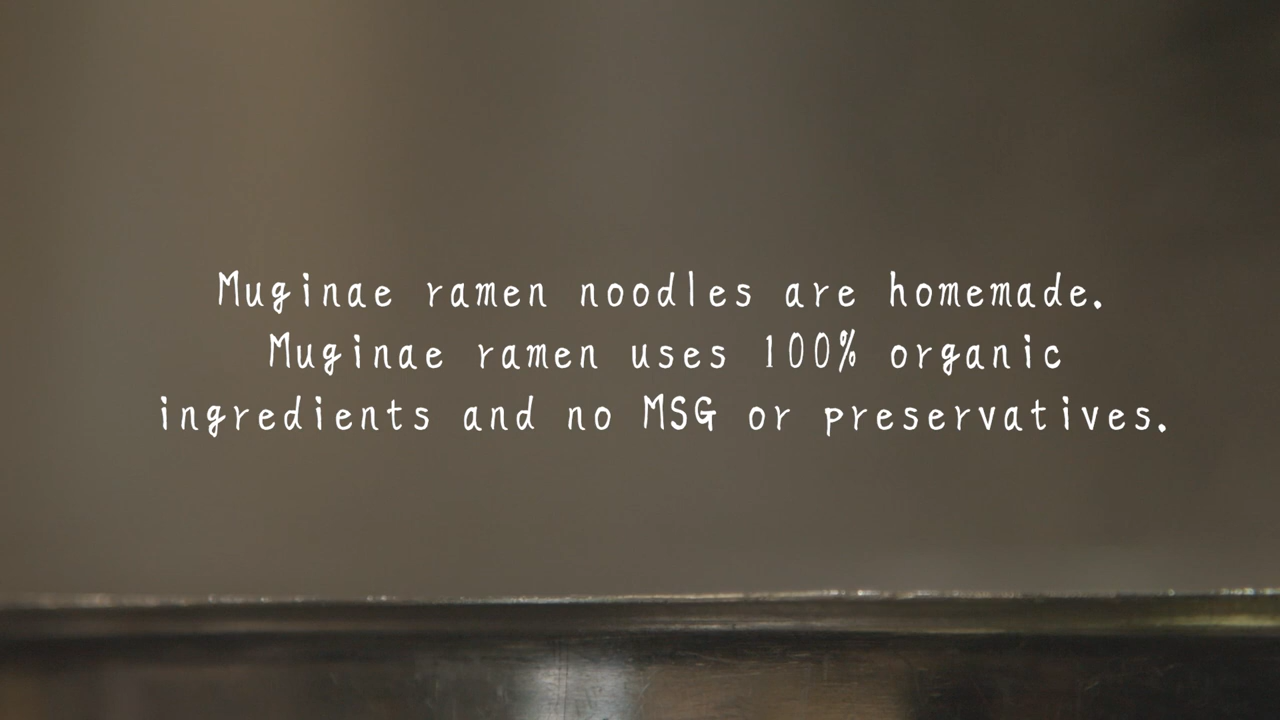 Muginae ramen noodles are homemade.
Muginae ramen uses 100% organic
ingredients and no MSG or preservatives.